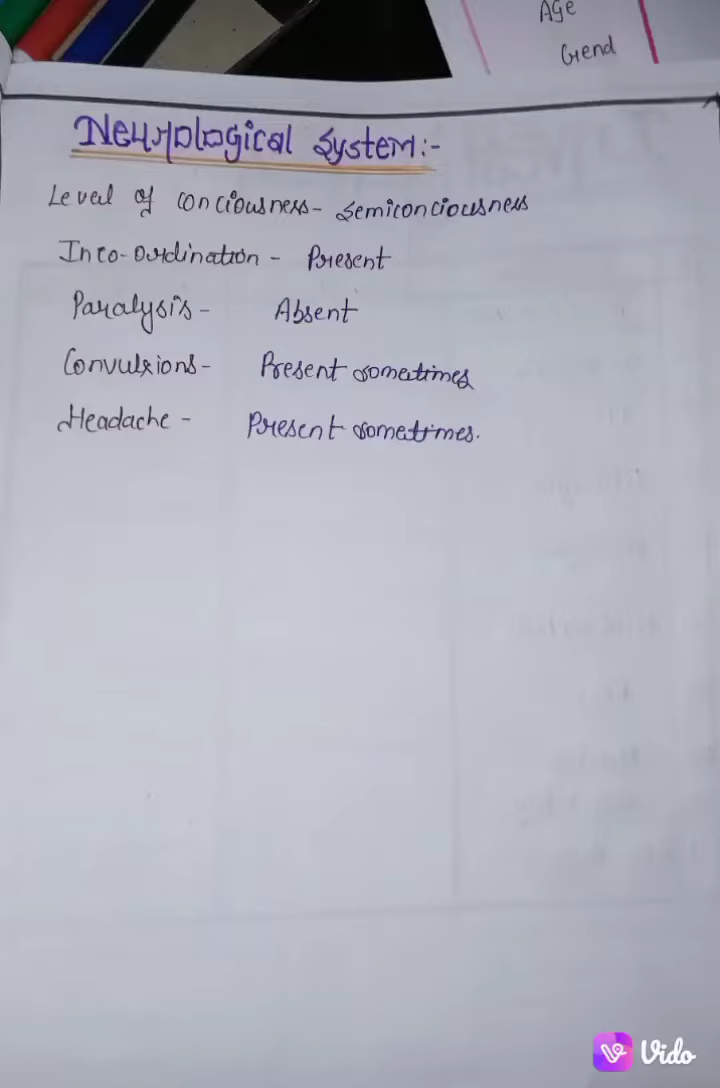 Age
Gend
Neurological System:-
Level of conciousness- semiconciousness
Inco-ordination - Present
Paralysis- Absent
Convulsions- Present sometimes
Headache - Present sometimes.
Vido